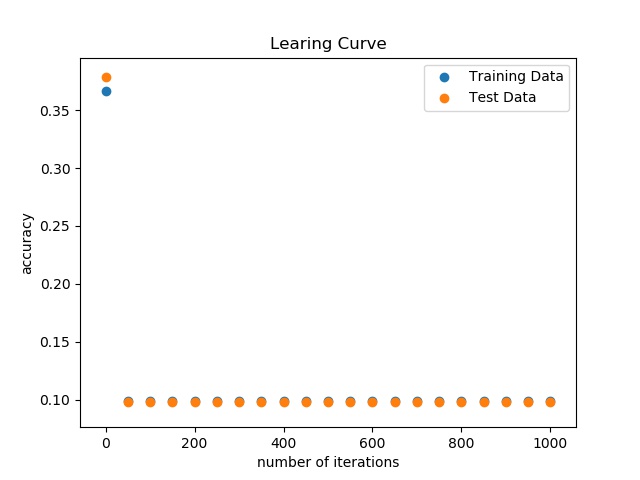 Learing Curve
Training Data
Test Data
0.35
0.30
0.25
0.20
0.15
0.10
accuracy
0 200 400 600 800 1000
number of iterations